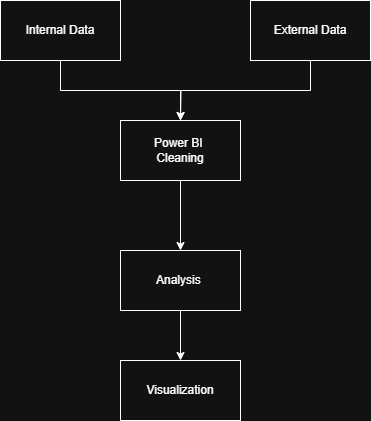 Internal Data
External Data
Power BI
Cleaning
Analysis
Visualization